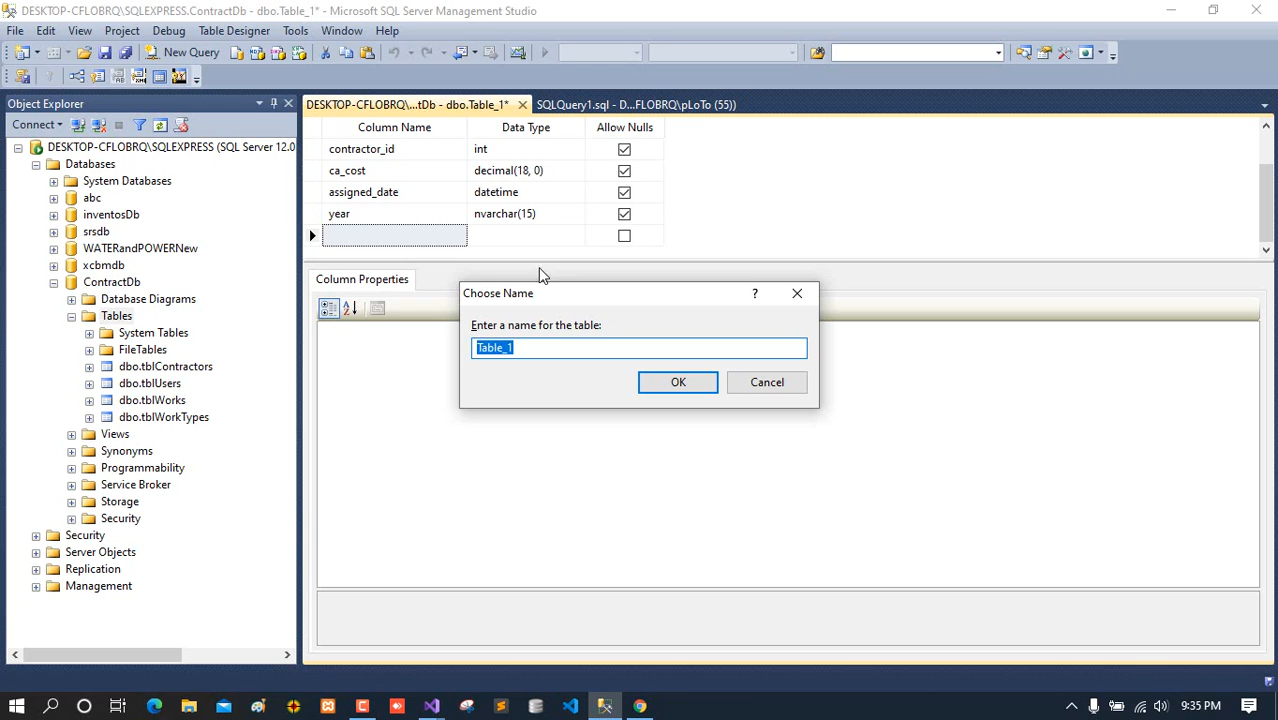 DESKTOP-CFLOBRQ\SQLEXPRESS.ContractDb - dbo.Table_1* - Microsoft SQL Server Management Studio
File Edit View Project Debug Table Designer Tools Window Help
New Query
Object Explorer
Connect
DESKTOP-CFLOBRQ\SQLEXPRESS (SQL Server 12.0
Databases
System Databases
abc
inventosDb
srsdb
WATERandPOWERNew
xcbmdb
ContractDb
Database Diagrams
Tables
System Tables
FileTables
dbo.tblContractors
dbo.tblUsers
dbo.tblWorks
dbo.tblWorkTypes
Views
Synonyms
Programmability
Service Broker
Storage
Security
Security
Server Objects
Replication
Management
DESKTOP-CFLOBRQ\...tDb - dbo.Table_1* SQLQuery1.sql - D...FLOBRQ\pLoTo (55))
Column Name Data Type Allow Nulls
contractor_id int
ca_cost decimal(18, 0)
assigned_date datetime
year nvarchar(15)
Column Properties
Choose Name ?
Enter a name for the table:
Table_1
OK Cancel
9:35 PM